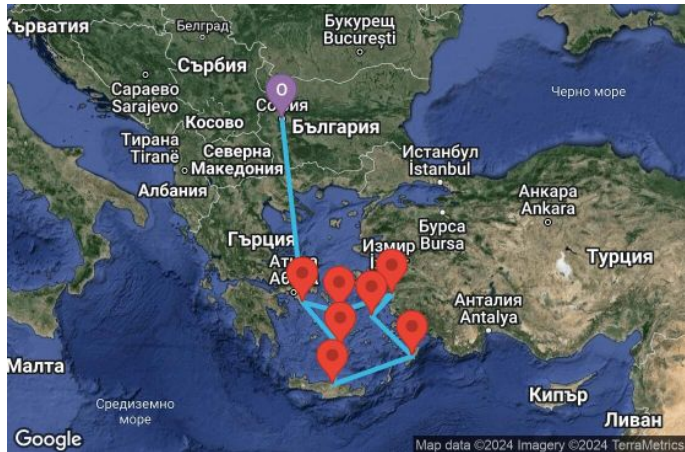 Хърватия
Белград
Букурещ
București
Сърбия
Сараево
Sarajevo
O
София
Черно море
Косово
България
Тирана
Tiranë
Северна
Македония
Истанбул
İstanbul
Албания
Анкара
Ankara
Бурса
Bursa
Гърция
Измир
Турция
Анталия
Antalya
Малта
Средиземно
море
Кипър
Ливан
Google
Map data ©2024 Imagery ©2024 TerraMetrics